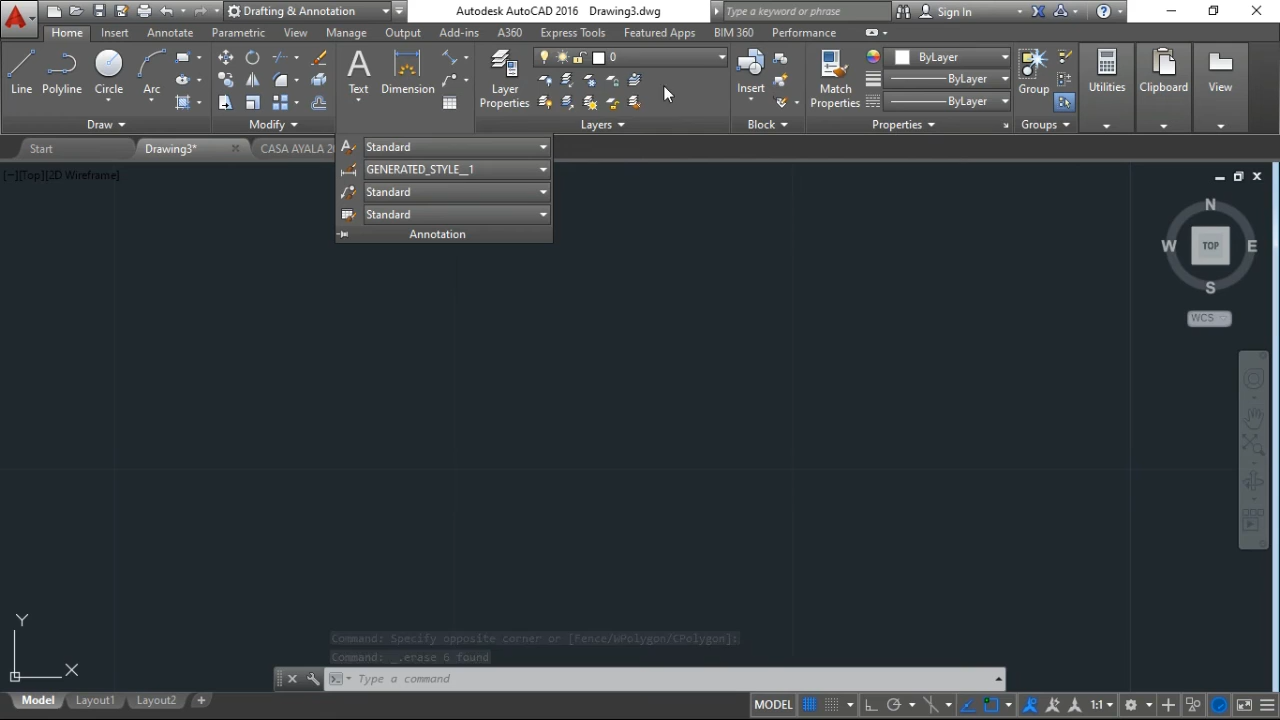 Drafting & Annotation
Autodesk AutoCAD 2016 Drawing3.dwg
Type a keyword or phrase
Sign In
Home Insert Annotate Parametric View Manage Output Add-ins A360 Express Tools Featured Apps BIM 360 Performance
0
ByLayer
ByLayer
ByLayer
Line Polyline Circle Arc
Text Dimension
Layer Properties
Insert
Match Properties
Group
Utilities Clipboard View
Draw Modify Layers Block Properties Groups
Start Drawing3* CASA AYALA 20
Standard
GENERATED_STYLE__1
Standard
Standard
Annotation
[−][Top][2D Wireframe]
N
W TOP E
S
WCS
Y
X
Command: Specify opposite corner or [Fence/WPolygon/CPolygon]:
Command: _.erase 6 found
Type a command
Model Layout1 Layout2 +
MODEL 1:1